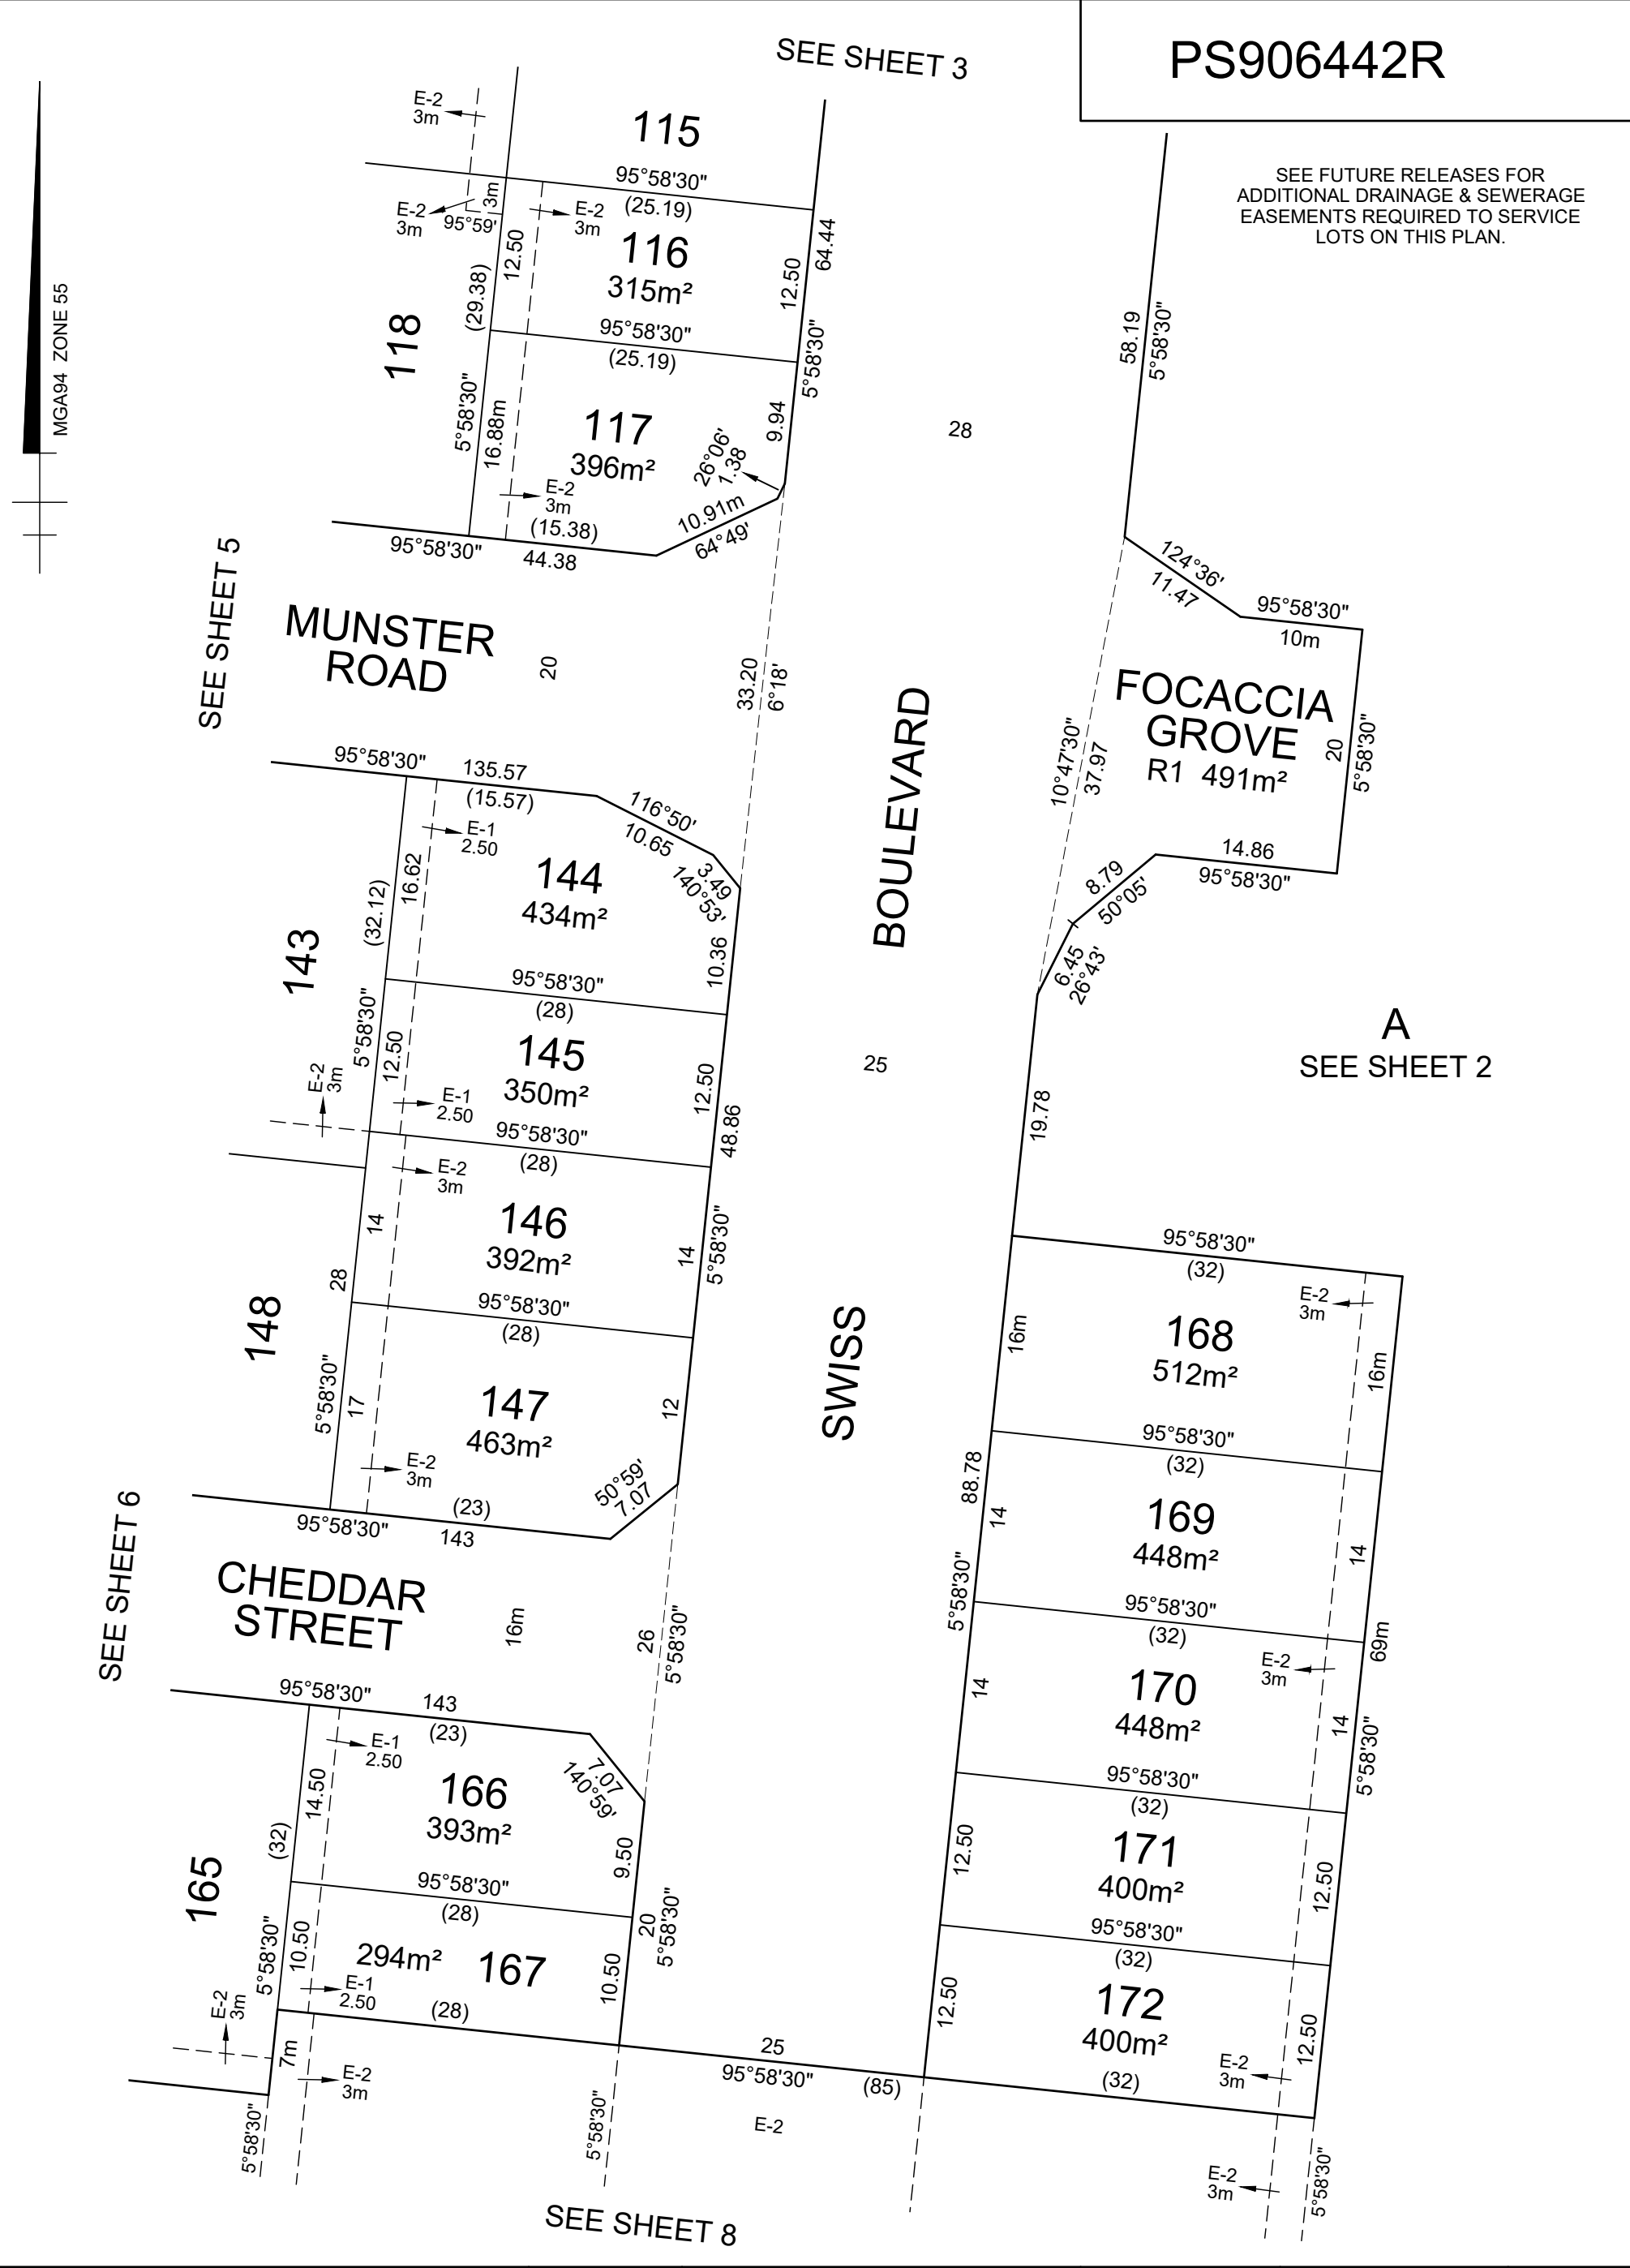 PS906442R
SEE SHEET 3
SEE FUTURE RELEASES FOR
ADDITIONAL DRAINAGE & SEWERAGE
EASEMENTS REQUIRED TO SERVICE
LOTS ON THIS PLAN.
MGA94 ZONE 55
E-2
3m
115
95°58'30"
(25.19)
3m
E-2
3m
95°59'
E-2
3m
12.50
116
315m²
12.50
64.44
(29.38)
118
95°58'30"
(25.19)
5°58'30"
58.19
5°58'30"
5°58'30"
16.88m
117
396m²
9.94
26°06'
1.38
28
E-2
3m
(15.38)
10.91m
64°49'
95°58'30"
44.38
SEE SHEET 5
MUNSTER
ROAD
20
33.20
6°18'
124°36'
11.47
95°58'30"
10m
FOCACCIA
GROVE
R1 491m²
20
5°58'30"
10°47'30"
37.97
BOULEVARD
95°58'30"
135.57
(15.57)
116°50'
10.65
3.49
140°53'
E-1
2.50
16.62
144
434m²
(32.12)
143
10.36
14.86
95°58'30"
8.79
50°05'
6.45
26°43'
95°58'30"
(28)
5°58'30"
12.50
145
350m²
12.50
25
A
SEE SHEET 2
E-2
3m
E-1
2.50
48.86
19.78
95°58'30"
(28)
E-2
3m
14
146
392m²
14
5°58'30"
28
148
95°58'30"
(28)
5°58'30"
17
147
463m²
12
SWISS
95°58'30"
(32)
E-2
3m
16m
168
512m²
16m
E-2
3m
(23)
50°59'
7.07
95°58'30"
143
95°58'30"
(32)
88.78
14
169
448m²
14
SEE SHEET 6
CHEDDAR
STREET
16m
26
5°58'30"
5°58'30"
95°58'30"
(32)
69m
E-2
3m
14
170
448m²
14
5°58'30"
95°58'30"
143
(23)
7.07
140°59'
E-1
2.50
14.50
166
393m²
(32)
165
9.50
95°58'30"
(32)
12.50
171
400m²
12.50
95°58'30"
(28)
20
5°58'30"
5°58'30"
10.50
294m² 167
E-1
2.50
10.50
(28)
E-2
3m
7m
E-2
3m
95°58'30"
(32)
12.50
172
400m²
12.50
E-2
3m
(32)
25
95°58'30"
(85)
E-2
5°58'30"
5°58'30"
E-2
3m
5°58'30"
SEE SHEET 8